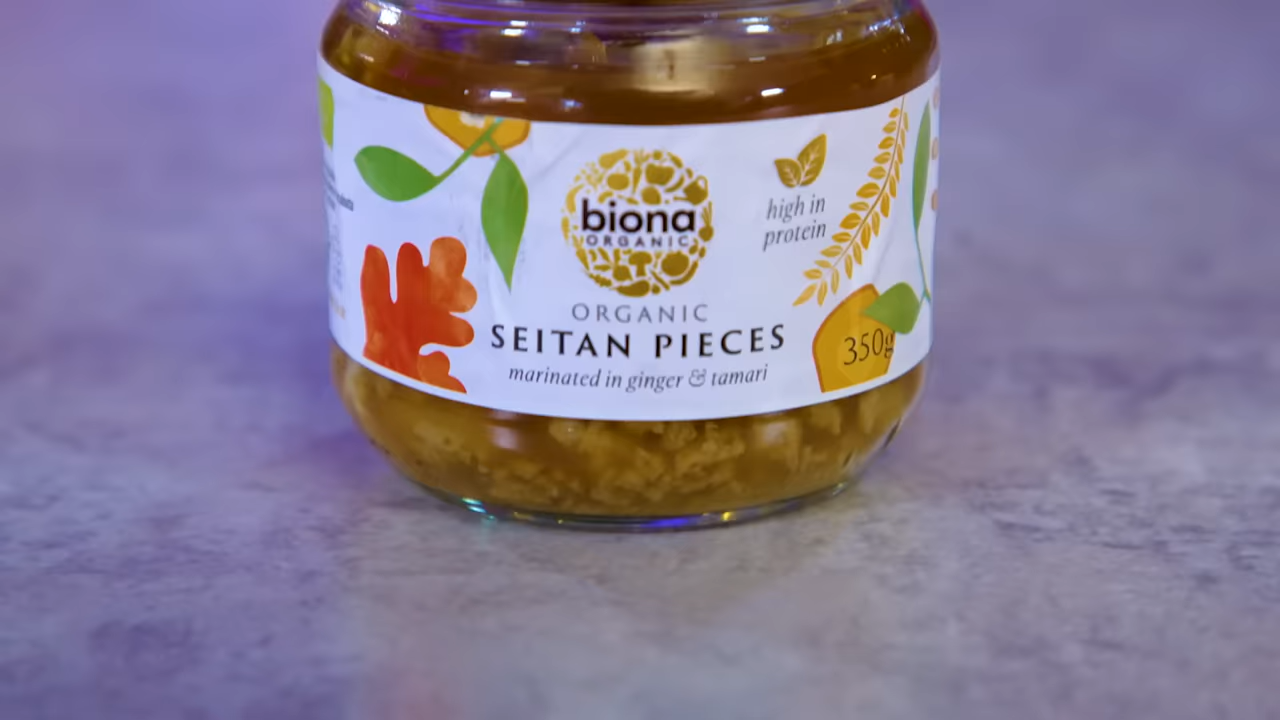 biona
ORGANIC
high in
protein
ORGANIC
SEITAN PIECES
350g
marinated in ginger & tamari